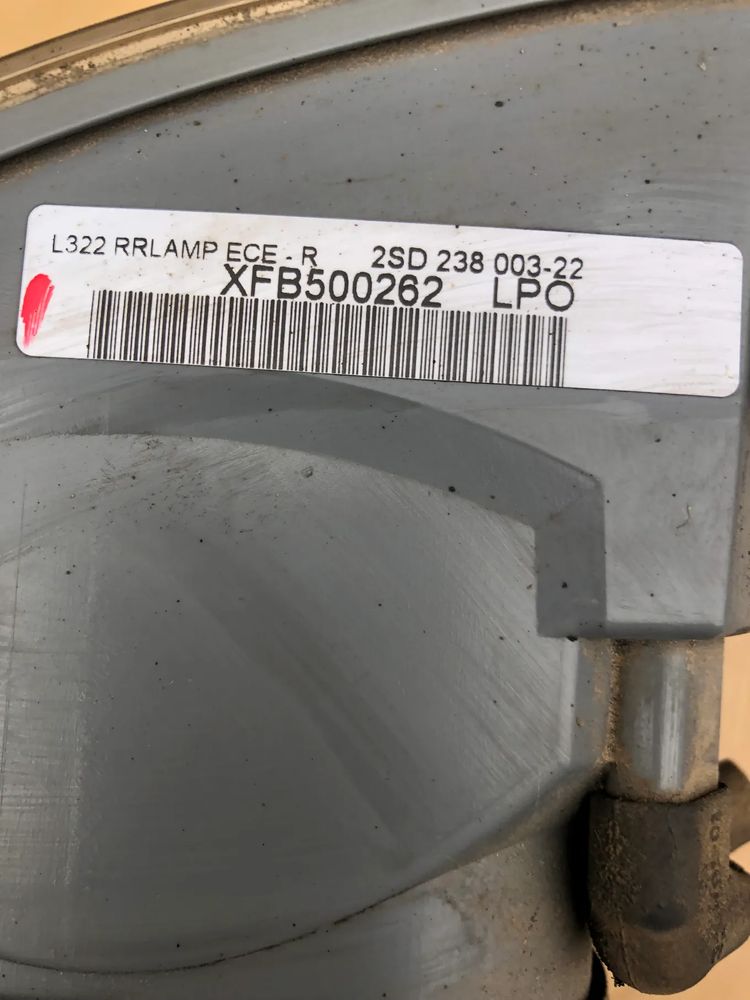 L322 RRLAMP ECE - R 2SD 238 003-22
XFB500262 LPO